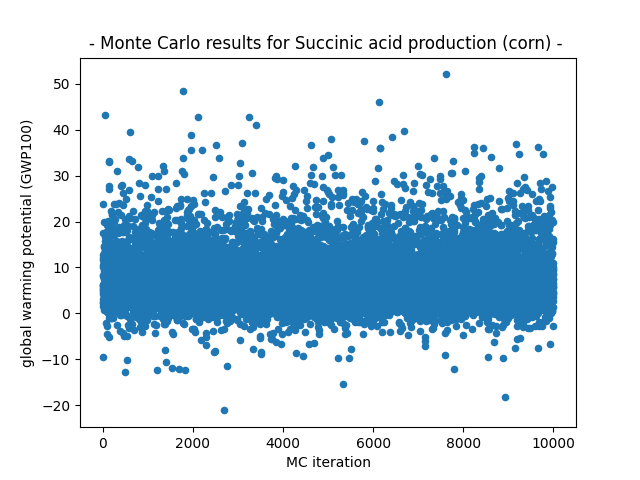 - Monte Carlo results for Succinic acid production (corn) -
global warming potential (GWP100)
50
40
30
20
10
0
−10
−20
0 2000 4000 6000 8000 10000
MC iteration